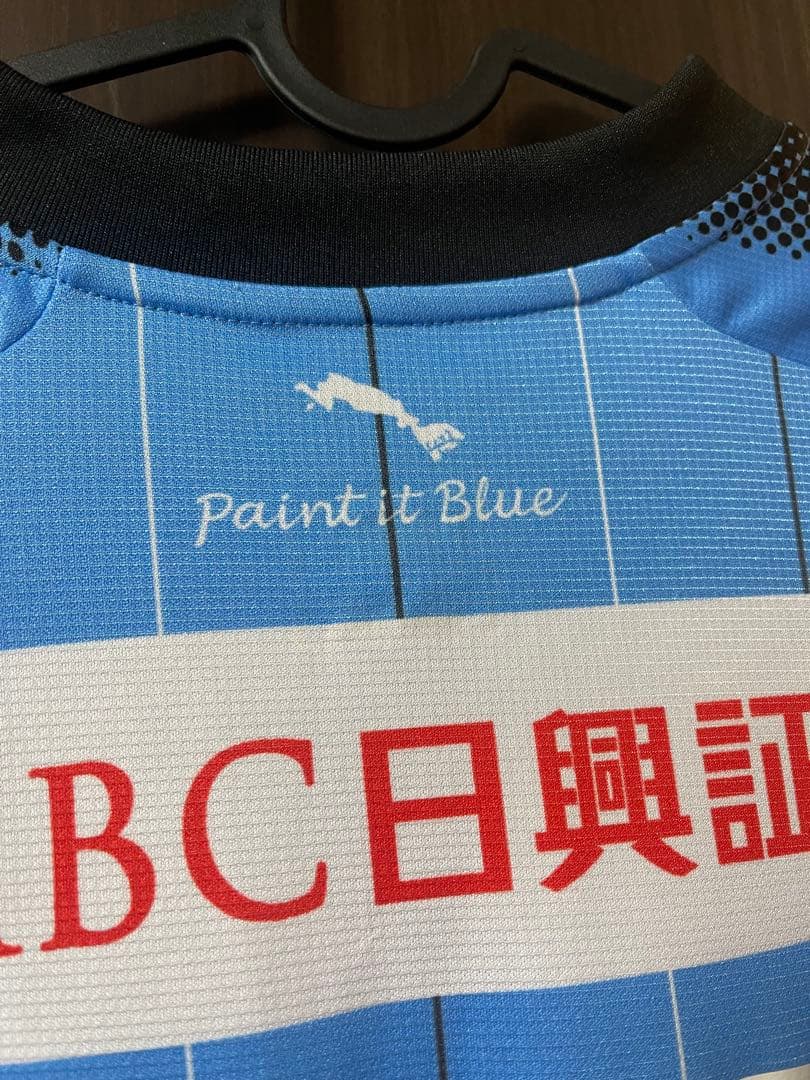 Paint it Blue
BC日興証